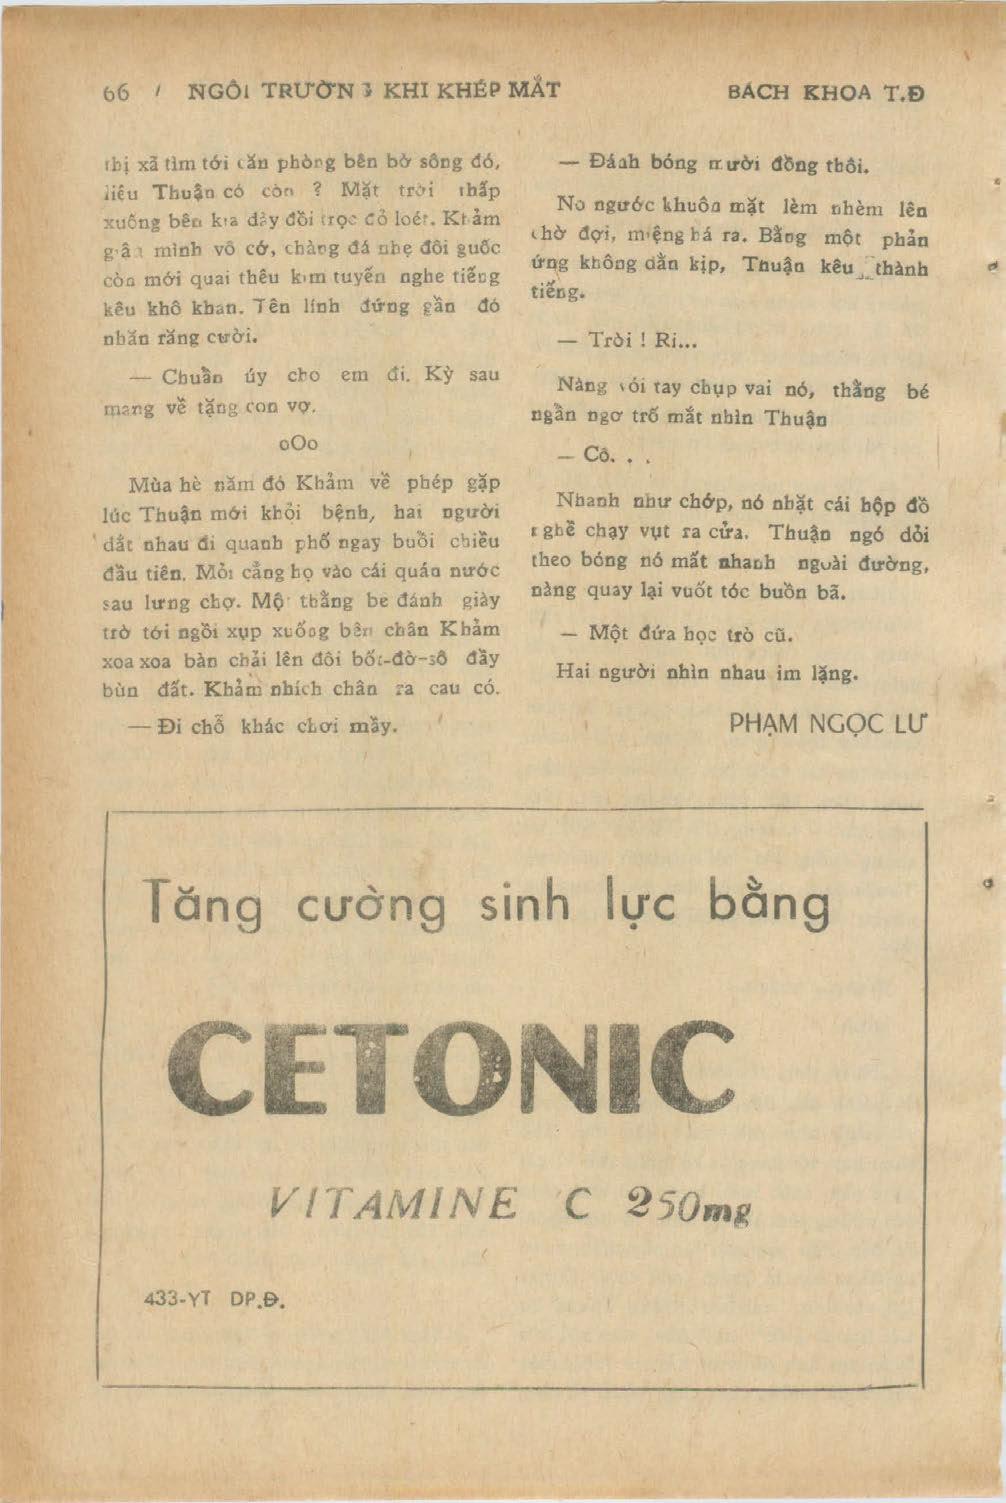 66 / NGÔI TRƯỜNG KHI KHÉP MẮT BÁCH KHOA T.Đ
thị xã tìm tới căn phòng bên bờ sông đó,
liệu Thuận có còn ? Mặt trời thấp
xuống bên kia dãy đồi trọc đỏ loét. Khảm
giận mình vô cớ, chàng đá nhẹ đôi guốc
còn mới quai thêu kim tuyến nghe tiếng
kêu khô khan. Tên lính đứng gần đó
nhăn răng cười.
— Chuẩn úy cho em đi. Kỳ sau
mang về tặng con vợ.
oOo
Mùa hè năm đó Khảm về phép gặp
lúc Thuận mới khỏi bệnh, hai người
dắt nhau đi quanh phố ngay buổi chiều
đầu tiên. Mỏi cẳng họ vào cái quán nước
sau lưng chợ. Một thằng bé đánh giày
trờ tới ngồi xụp xuống bên chân Khảm
xoa xoa bàn chải lên đôi bốt-đờ-sô đầy
bùn đất. Khảm nhích chân ra cau có.
— Đi chỗ khác chơi mầy.
— Đánh bóng mười đồng thôi.
Nó ngước khuôn mặt lèm nhèm lên
chờ đợi, miệng há ra. Bằng một phản
ứng không dằn kịp, Thuận kêu thành
tiếng.
— Trời ! Ri...
Nàng với tay chụp vai nó, thằng bé
ngẩn ngơ trố mắt nhìn Thuận
— Cô. . .
Nhanh như chớp, nó nhặt cái hộp đồ
nghề chạy vụt ra cửa. Thuận ngó dõi
theo bóng nó mất nhanh ngoài đường,
nàng quay lại vuốt tóc buồn bã.
— Một đứa học trò cũ.
Hai người nhìn nhau im lặng.
PHẠM NGỌC LƯ
Tăng cường sinh lực bằng
CETONIC
VITAMINE C 250mg
433-YT DP.Đ.